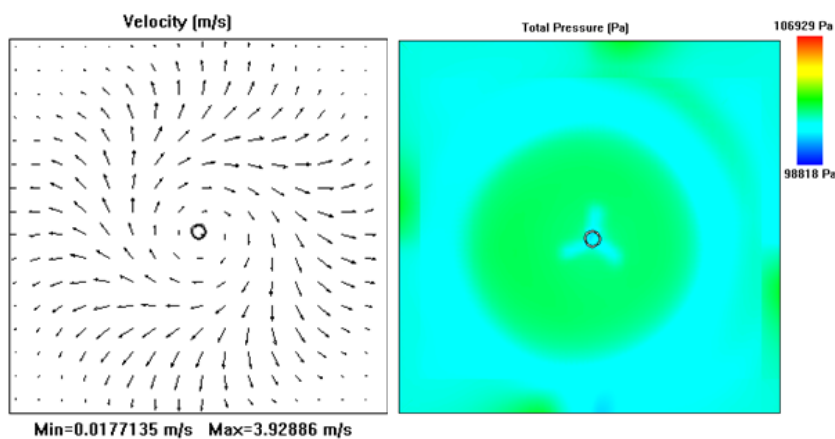 Velocity (m/s)
Min=0.0177135 m/s Max=3.92886 m/s
Total Pressure (Pa)
106929 Pa
98818 Pa